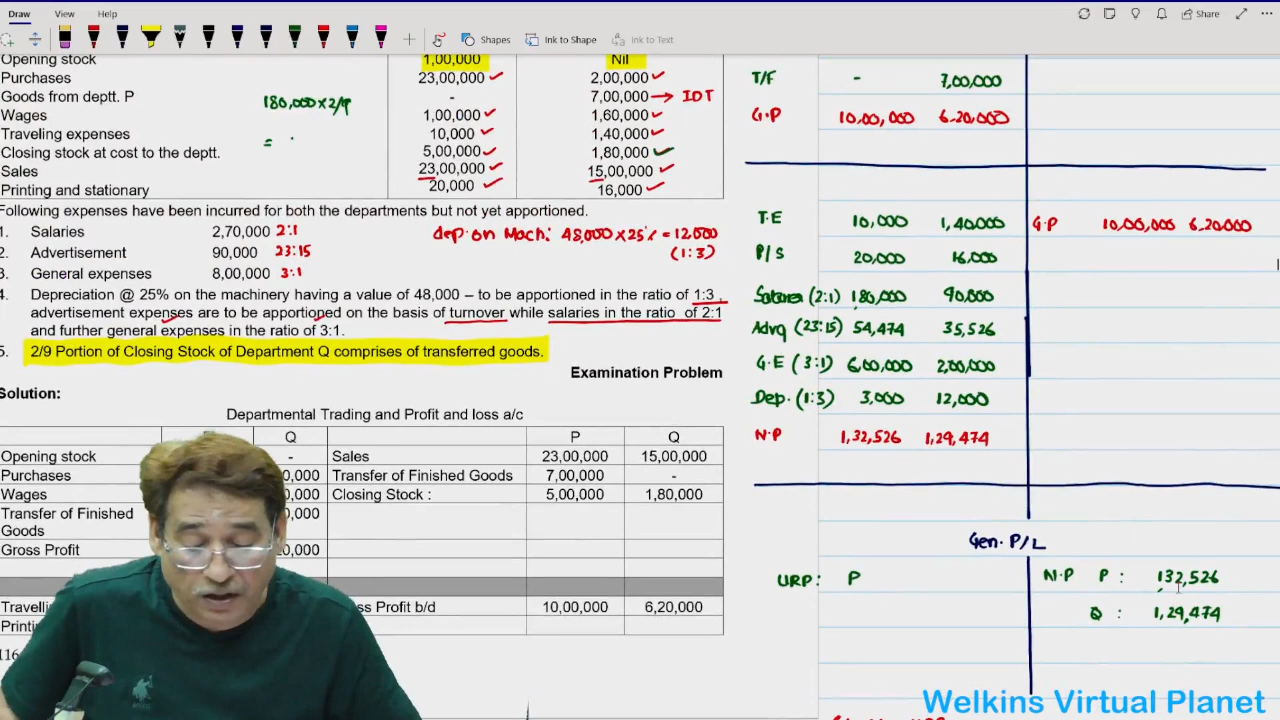 Draw View Help Share
Shapes Ink to Shape Ink to Text
Opening stock 1,00,000 Nil
Purchases 23,00,000 2,00,000
Goods from deptt. P - 7,00,000 → IDT
Wages 1,00,000 1,60,000
Traveling expenses 10,000 1,40,000
Closing stock at cost to the deptt. 5,00,000 1,80,000
Sales 23,00,000 15,00,000
Printing and stationary 20,000 16,000
180,000 x 2/9
=
Following expenses have been incurred for both the departments but not yet apportioned.
1. Salaries 2,70,000 2:1
2. Advertisement 90,000 23:15
3. General expenses 8,00,000 3:1
dep. on Mach: 48,000 x 25% = 12,000
(1:3)
4. Depreciation @ 25% on the machinery having a value of 48,000 – to be apportioned in the ratio of 1:3 ,
advertisement expenses are to be apportioned on the basis of turnover while salaries in the ratio of 2:1
and further general expenses in the ratio of 3:1.
5. 2/9 Portion of Closing Stock of Department Q comprises of transferred goods.
Examination Problem
Solution:
Departmental Trading and Profit and loss a/c
Q P Q
Opening stock - Sales 23,00,000 15,00,000
Purchases 0,000 Transfer of Finished Goods 7,00,000 -
Wages 0,000 Closing Stock : 5,00,000 1,80,000
Transfer of Finished 0,000
Goods
Gross Profit 0,000
Travelli ss Profit b/d 10,00,000 6,20,000
Printin
116
T/F - 7,00,000
G.P 10,00,000 6,20,000
T.E 10,000 1,40,000 G.P 10,00,000 6,20,000
P/S 20,000 16,000
Salaries (2:1) 180,000 90,000
Adv (23:15) 54,474 35,526
G.E (3:1) 6,00,000 2,00,000
Dep. (1:3) 3,000 12,000
N.P 1,32,526 1,29,474
Gen. P/L
URP: P N.P P : 132,526
Q : 1,29,474
Welkins Virtual Planet